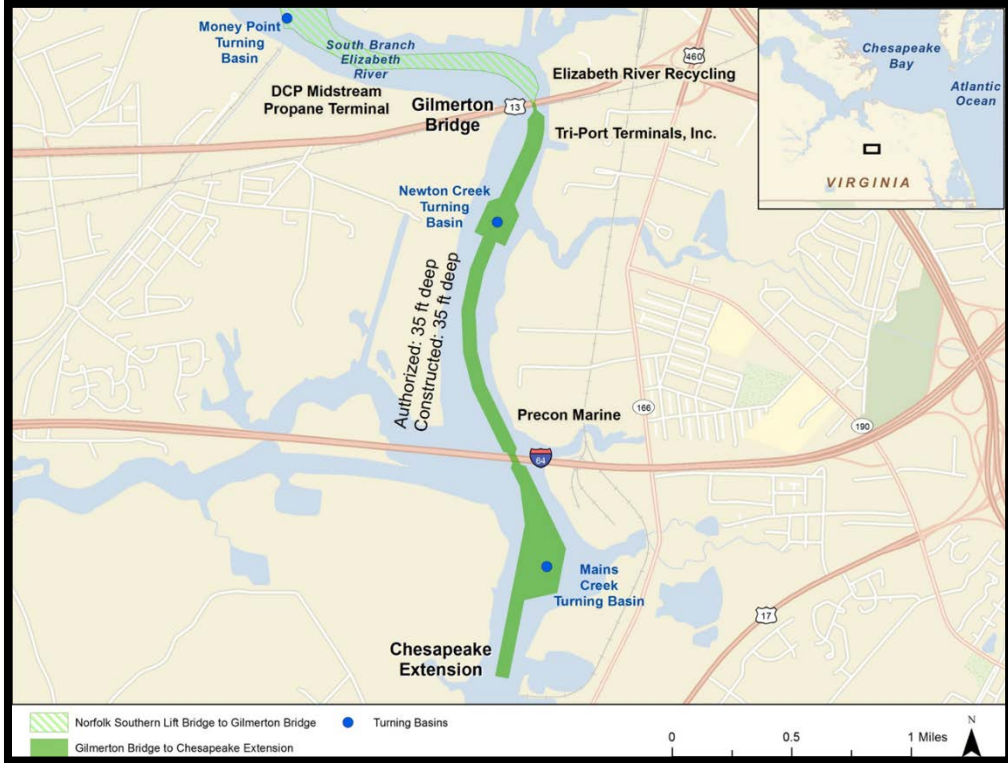 Money Point
Turning
Basin
South Branch
Elizabeth
River
DCP Midstream
Propane Terminal
Gilmerton
Bridge
13
460
Elizabeth River Recycling
Tri-Port Terminals, Inc.
Chesapeake
Bay
Atlantic
Ocean
VIRGINIA
Newton Creek
Turning
Basin
Authorized: 35 ft deep
Constructed: 35 ft deep
Precon Marine
166
190
64
Mains
Creek
Turning Basin
17
Chesapeake
Extension
Norfolk Southern Lift Bridge to Gilmerton Bridge
Turning Basins
Gilmerton Bridge to Chesapeake Extension
0 0.5 1 Miles
N